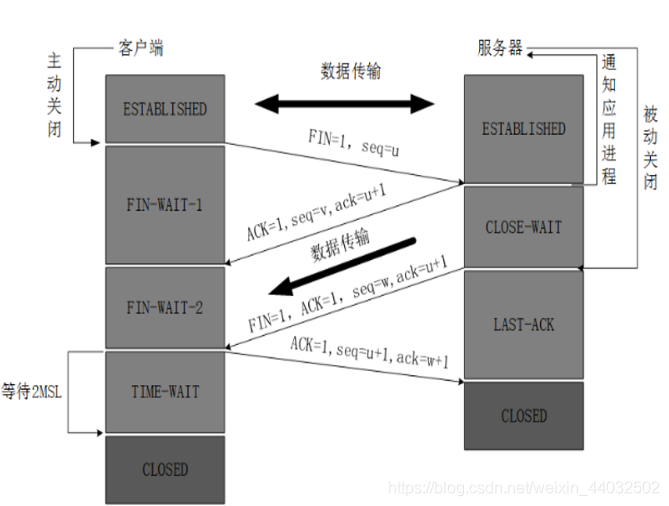 客户端
服务器
主动关闭
数据传输
通知应用进程
被动关闭
ESTABLISHED
ESTABLISHED
FIN=1, seq=u
FIN-WAIT-1
ACK=1,seq=v,ack=u+1
CLOSE-WAIT
数据传输
FIN=1, ACK=1, seq=w,ack=u+1
FIN-WAIT-2
LAST-ACK
ACK=1,seq=u+1,ack=w+1
等待2MSL
TIME-WAIT
CLOSED
CLOSED
https://blog.csdn.net/weixin_44032502